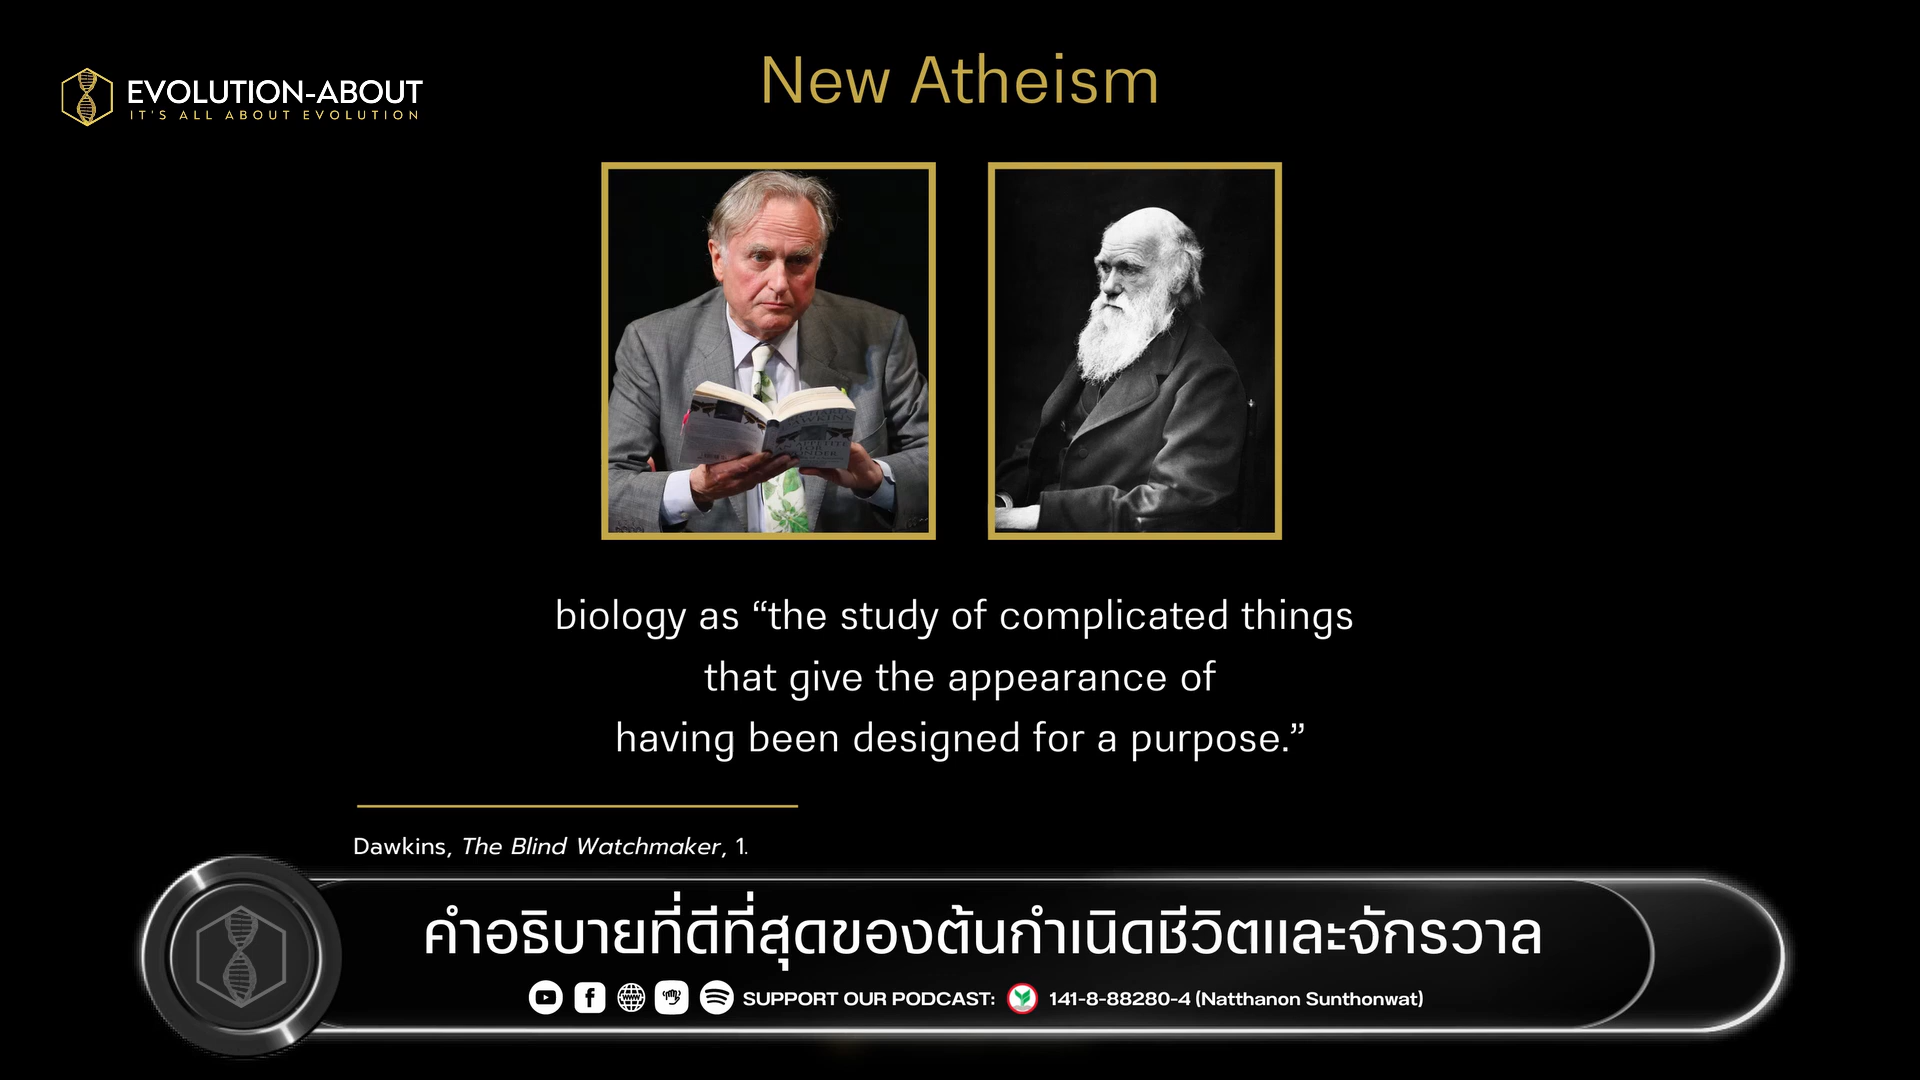 New Atheism
EVOLUTION-ABOUT
IT'S ALL ABOUT EVOLUTION
biology as “the study of complicated things
that give the appearance of
having been designed for a purpose.”
Dawkins, The Blind Watchmaker, 1.
คำอธิบายที่ดีที่สุดของต้นกำเนิดชีวิตและจักรวาล
SUPPORT OUR PODCAST: 141-8-88280-4 (Natthanon Sunthonwat)